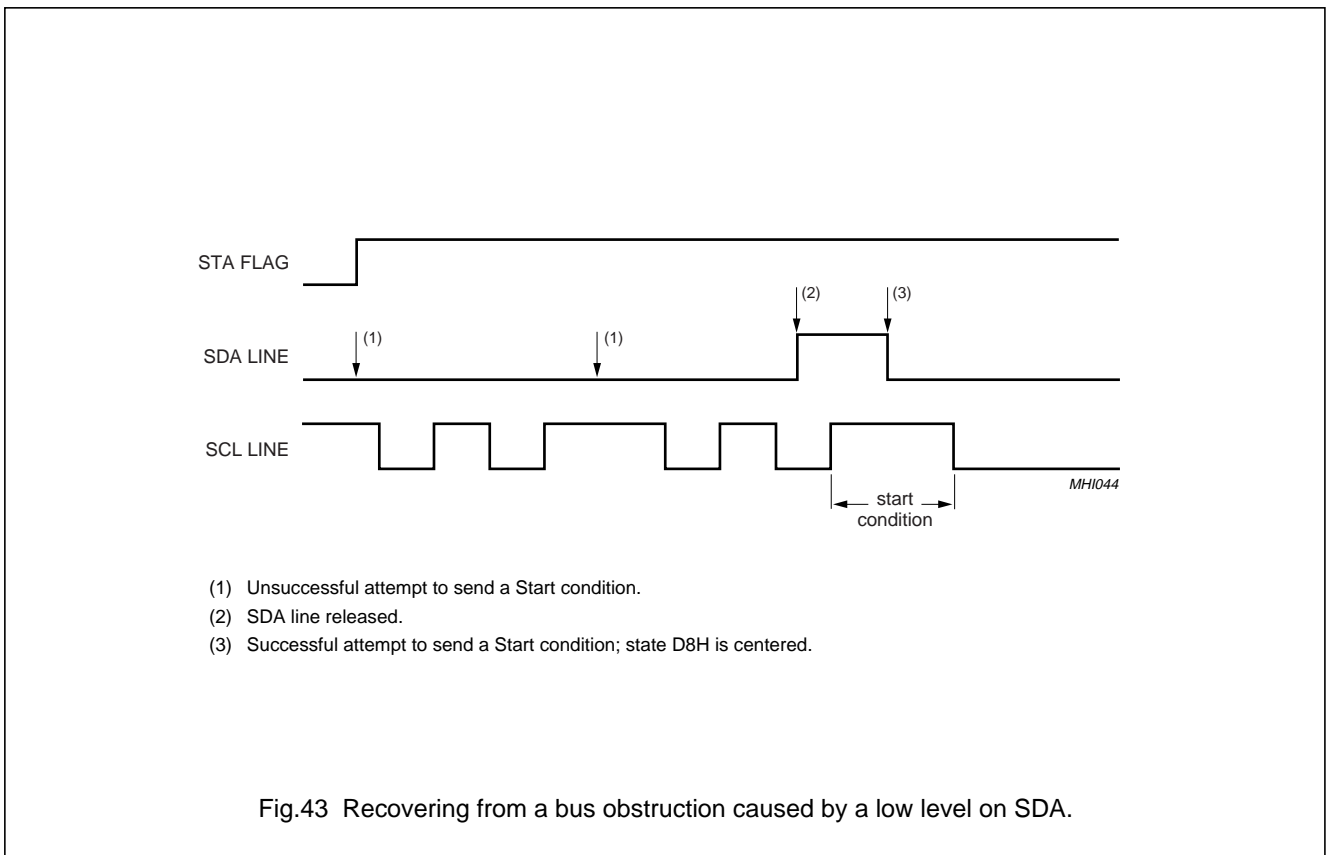 STA FLAG
(2)
(3)
SDA LINE
(1)
(1)
SCL LINE
MHI044
start
condition
(1) Unsuccessful attempt to send a Start condition.
(2) SDA line released.
(3) Successful attempt to send a Start condition; state D8H is centered.
Fig.43 Recovering from a bus obstruction caused by a low level on SDA.